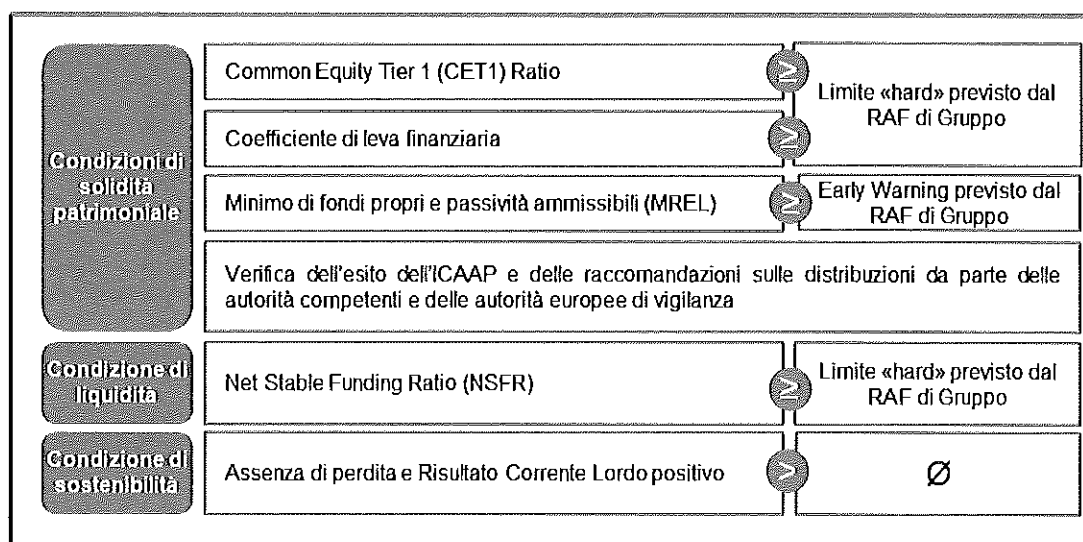 Condizioni di
solidità
patrimoniale
Common Equity Tier 1 (CET1) Ratio
≥
Coefficiente di leva finanziaria
≥
Limite «hard» previsto dal
RAF di Gruppo
Minimo di fondi propri e passività ammissibili (MREL)
≥
Early Warning previsto dal
RAF di Gruppo
Verifica dell'esito dell'ICAAP e delle raccomandazioni sulle distribuzioni da parte delle
autorità competenti e delle autorità europee di vigilanza
Condizione di
liquidità
Net Stable Funding Ratio (NSFR)
≥
Limite «hard» previsto dal
RAF di Gruppo
Condizione di
sostenibilità
Assenza di perdita e Risultato Corrente Lordo positivo
>
Ø